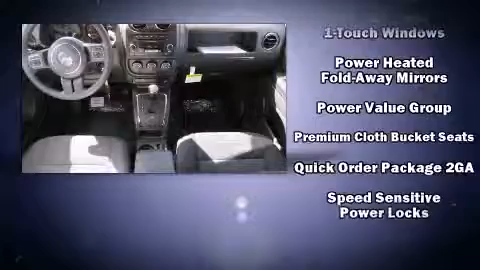 1-Touch Windows
Power Heated
Fold-Away Mirrors
Power Value Group
Premium Cloth Bucket Seats
Quick Order Package 2GA
Speed Sensitive
Power Locks